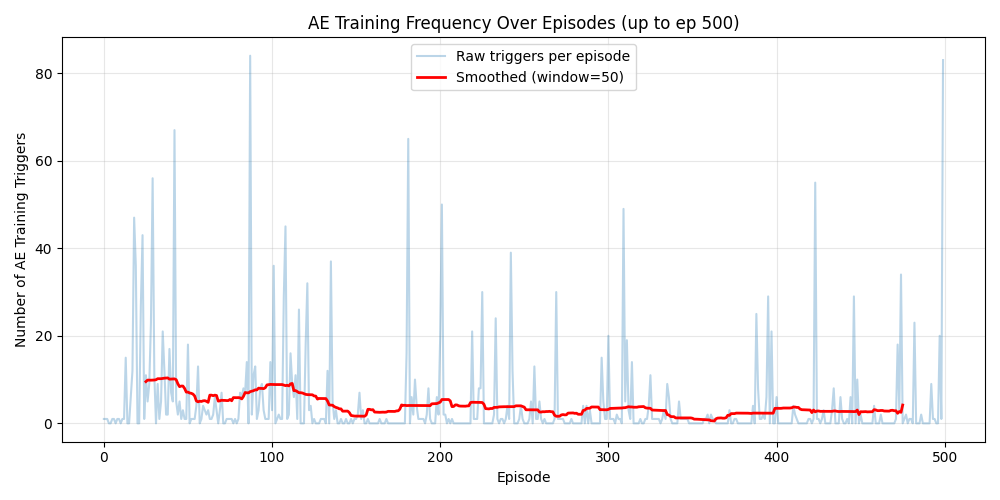 AE Training Frequency Over Episodes (up to ep 500)
Raw triggers per episode
Smoothed (window=50)
Number of AE Training Triggers
80
60
40
20
0
0 100 200 300 400 500
Episode